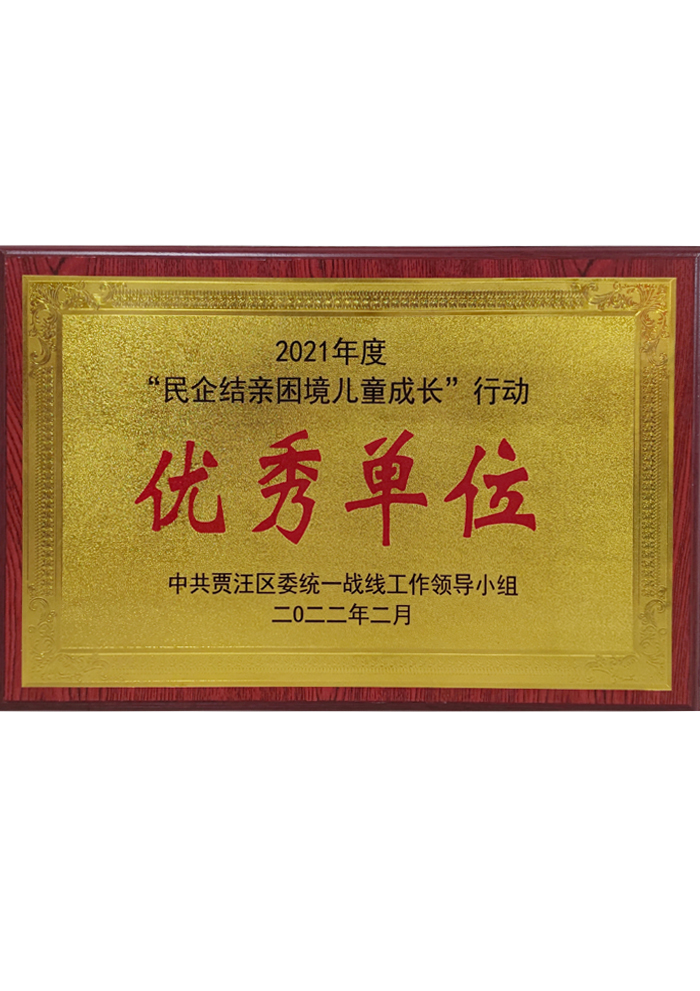 2021年度
“民企结亲困境儿童成长”行动
优秀单位
中共贾汪区委统一战线工作领导小组
二〇二二年二月